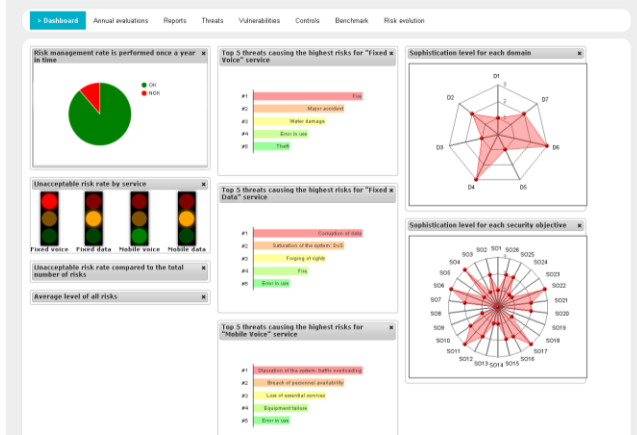 > Dashboard Annual evaluations Reports Threats Vulnerabilities Controls Benchmark Risk evolution
Risk management rate is performed once a year
in time
OK
NOK
Unacceptable risk rate by service
Fixed voice Fixed data Mobile voice Mobile data
Unacceptable risk rate compared to the total
number of risks
Average level of all risks
Top 5 threats causing the highest risks for "Fixed
Voice" service
#1 Fire
#2 Major accident
#3 Water damage
#4 Error in use
#5 Theft
Top 5 threats causing the highest risks for "Fixed
Data" service
#1 Corruption of data
#2 Saturation of the system: DoS
#3 Forging of rights
#4 Fire
#5 Error in use
Top 5 threats causing the highest risks for
"Mobile Voice" service
#1 Saturation of the system: traffic overloading
#2 Breach of personnel availability
#3 Loss of essential services
#4 Equipment failure
#5 Error in use
Sophistication level for each domain
D1
D2
D3
D4
D5
D6
D7
3
2
1
Sophistication level for each security objective
SO1
SO2
SO3
SO4
SO5
SO6
SO7
SO8
SO9
SO10
SO11
SO12
SO13
SO14
SO15
SO16
SO17
SO18
SO19
SO20
SO21
SO22
SO23
SO24
SO25
SO26
3